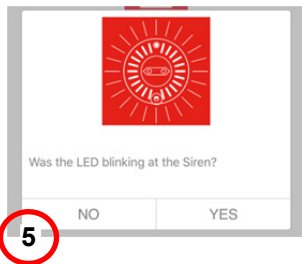 Was the LED blinking at the Siren?
NO YES
5